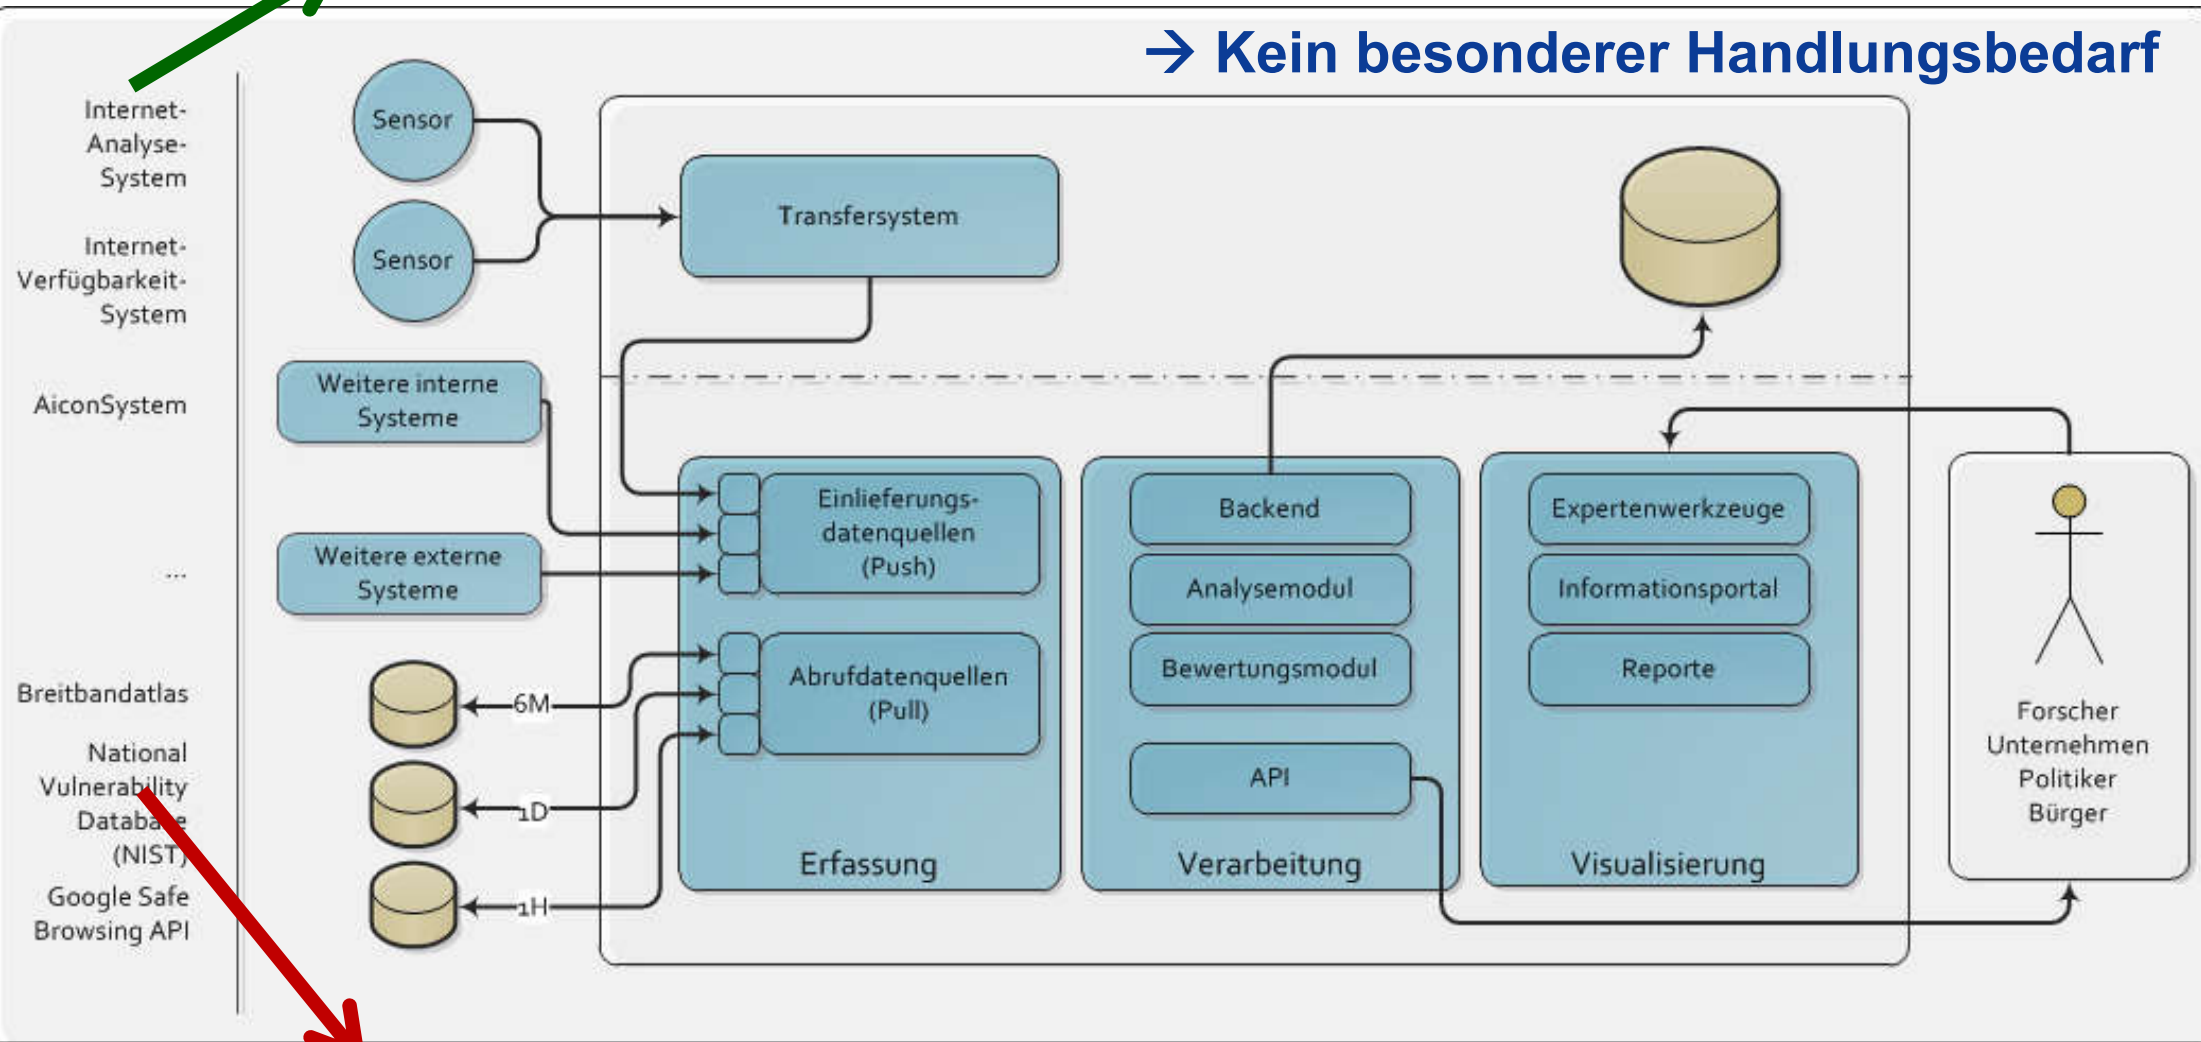 → Kein besonderer Handlungsbedarf
Internet-
Analyse-
System
Internet-
Verfügbarkeit-
System
AiconSystem
...
Breitbandatlas
National
Vulnerability
Database
(NIST)
Google Safe
Browsing API
Sensor
Sensor
Weitere interne
Systeme
Weitere externe
Systeme
6M
1D
1H
Transfersystem
Einlieferungs-
datenquellen
(Push)
Abrufdatenquellen
(Pull)
Erfassung
Backend
Analysemodul
Bewertungsmodul
API
Verarbeitung
Expertenwerkzeuge
Informationsportal
Reporte
Visualisierung
Forscher
Unternehmen
Politiker
Bürger